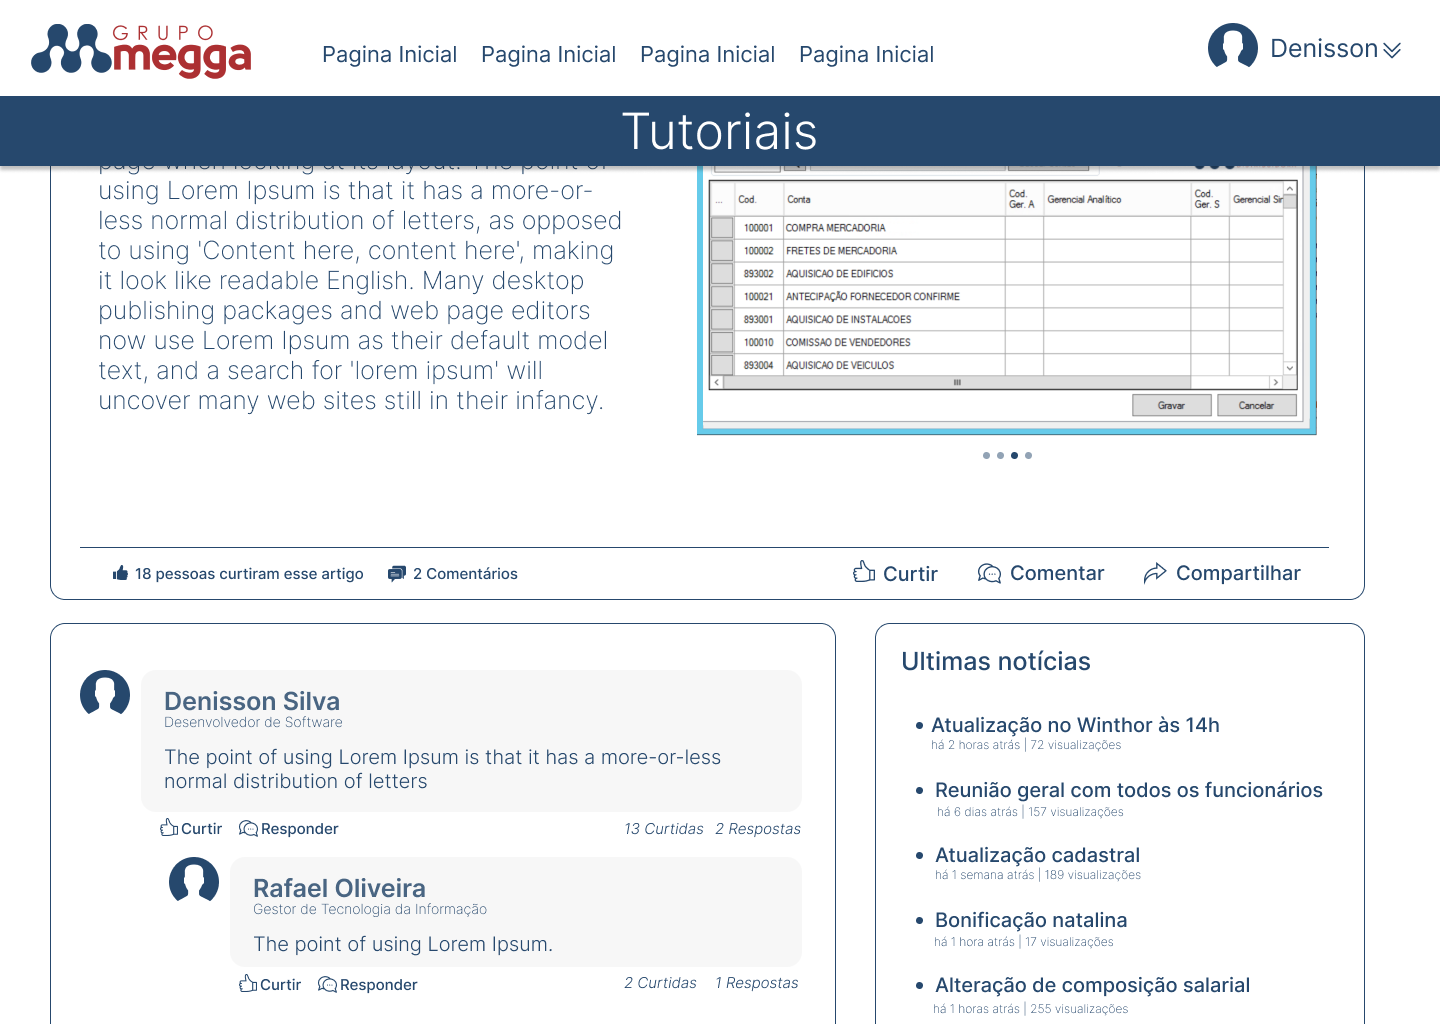 GRUPO
megga
Pagina Inicial Pagina Inicial Pagina Inicial Pagina Inicial
Denisson
Tutoriais
page when looking at its layout. The point of
using Lorem Ipsum is that it has a more-or-
less normal distribution of letters, as opposed
to using 'Content here, content here', making
it look like readable English. Many desktop
publishing packages and web page editors
now use Lorem Ipsum as their default model
text, and a search for 'lorem ipsum' will
uncover many web sites still in their infancy.
... Cod. Conta Cod. Ger. A Gerencial Analítico Cod. Ger. S Gerencial Sin
100001 COMPRA MERCADORIA
100002 FRETES DE MERCADORIA
893002 AQUISICAO DE EDIFICIOS
100021 ANTECIPAÇÃO FORNECEDOR CONFIRME
893001 AQUISICAO DE INSTALACOES
100010 COMISSAO DE VENDEDORES
893004 AQUISICAO DE VEICULOS
Gravar Cancelar
18 pessoas curtiram esse artigo 2 Comentários Curtir Comentar Compartilhar
Denisson Silva
Desenvolvedor de Software
The point of using Lorem Ipsum is that it has a more-or-less
normal distribution of letters
Curtir Responder 13 Curtidas 2 Respostas
Rafael Oliveira
Gestor de Tecnologia da Informação
The point of using Lorem Ipsum.
Curtir Responder 2 Curtidas 1 Respostas
Ultimas notícias
• Atualização no Winthor às 14h
há 2 horas atrás | 72 visualizações
• Reunião geral com todos os funcionários
há 6 dias atrás | 157 visualizações
• Atualização cadastral
há 1 semana atrás | 189 visualizações
• Bonificação natalina
há 1 hora atrás | 17 visualizações
• Alteração de composição salarial
há 1 horas atrás | 255 visualizações